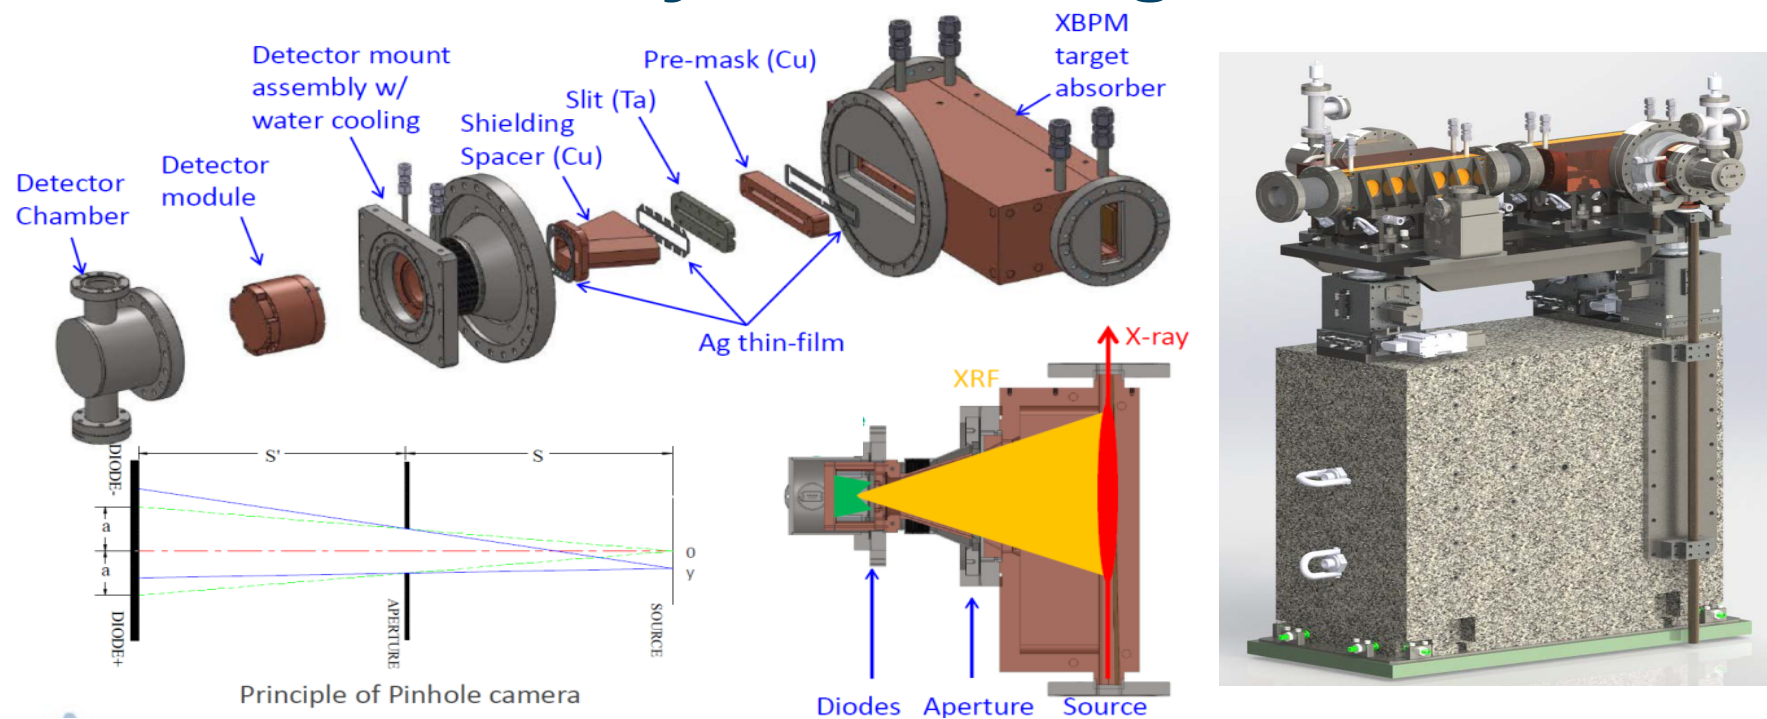 XBPM
target
absorber
Pre-mask (Cu)
Detector mount
assembly w/
water cooling
Slit (Ta)
Shielding
Spacer (Cu)
Detector
module
Detector
Chamber
Ag thin-film
X-ray
XRF
DIODE-
S'
S
a
a
o
y
DIODE+
APERTURE
SOURCE
Principle of Pinhole camera
Diodes Aperture Source